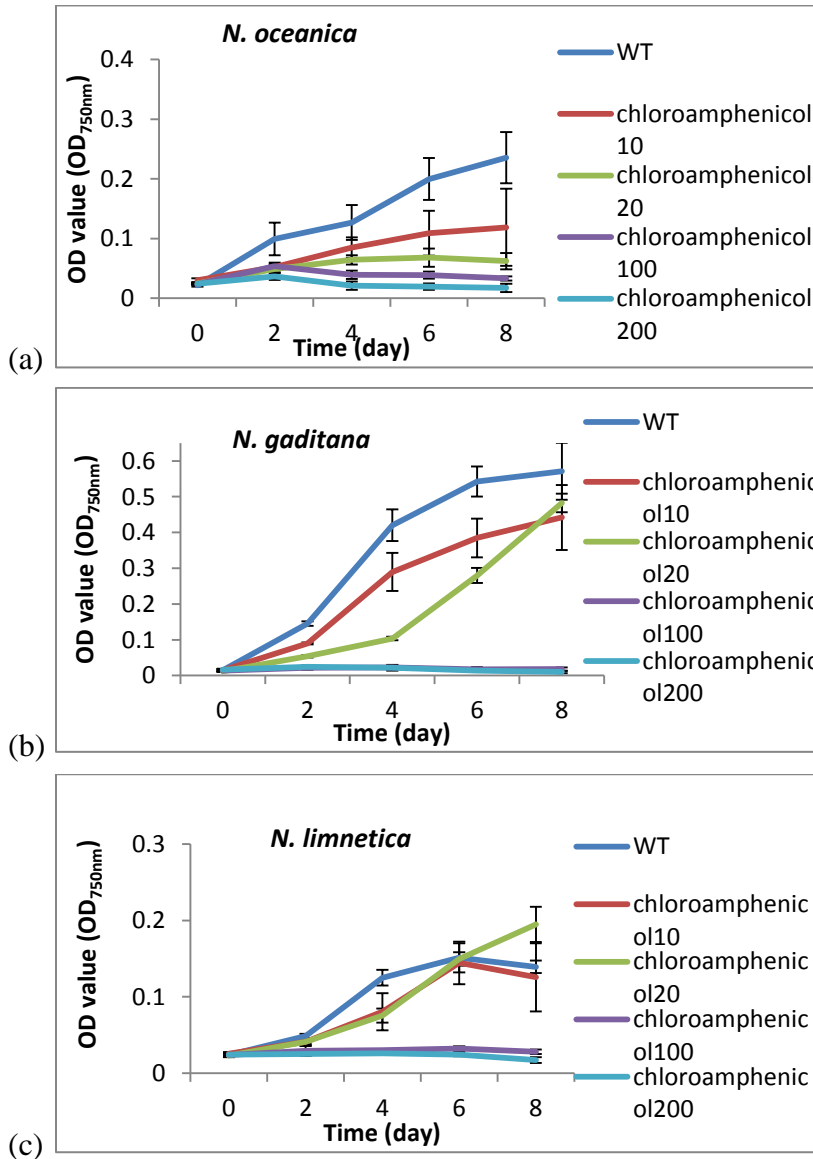 N. oceanica
OD value (OD750nm)
0.4
0.3
0.2
0.1
0
0 2 4 6 8
Time (day)
WT
chloroamphenicol
10
chloroamphenicol
20
chloroamphenicol
100
chloroamphenicol
200
(a)
N. gaditana
OD value (OD750nm)
0.6
0.5
0.4
0.3
0.2
0.1
0
0 2 4 6 8
Time (day)
WT
chloroamphenic
ol10
chloroamphenic
ol20
chloroamphenic
ol100
chloroamphenic
ol200
(b)
N. limnetica
OD value (OD750nm)
0.3
0.2
0.1
0
0 2 4 6 8
Time (day)
WT
chloroamphenic
ol10
chloroamphenic
ol20
chloroamphenic
ol100
chloroamphenic
ol200
(c)